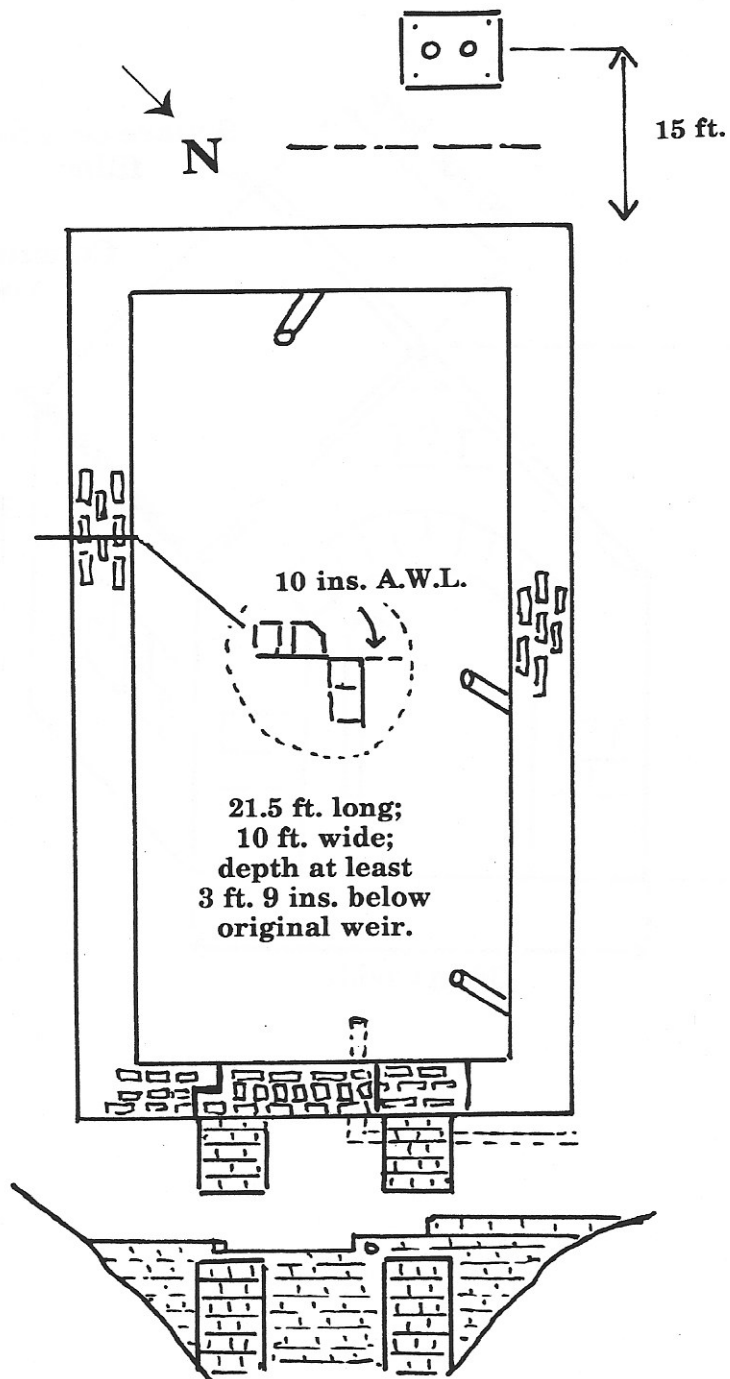 15 ft.
N
10 ins. A.W.L.
21.5 ft. long;
10 ft. wide;
depth at least
3 ft. 9 ins. below
original weir.